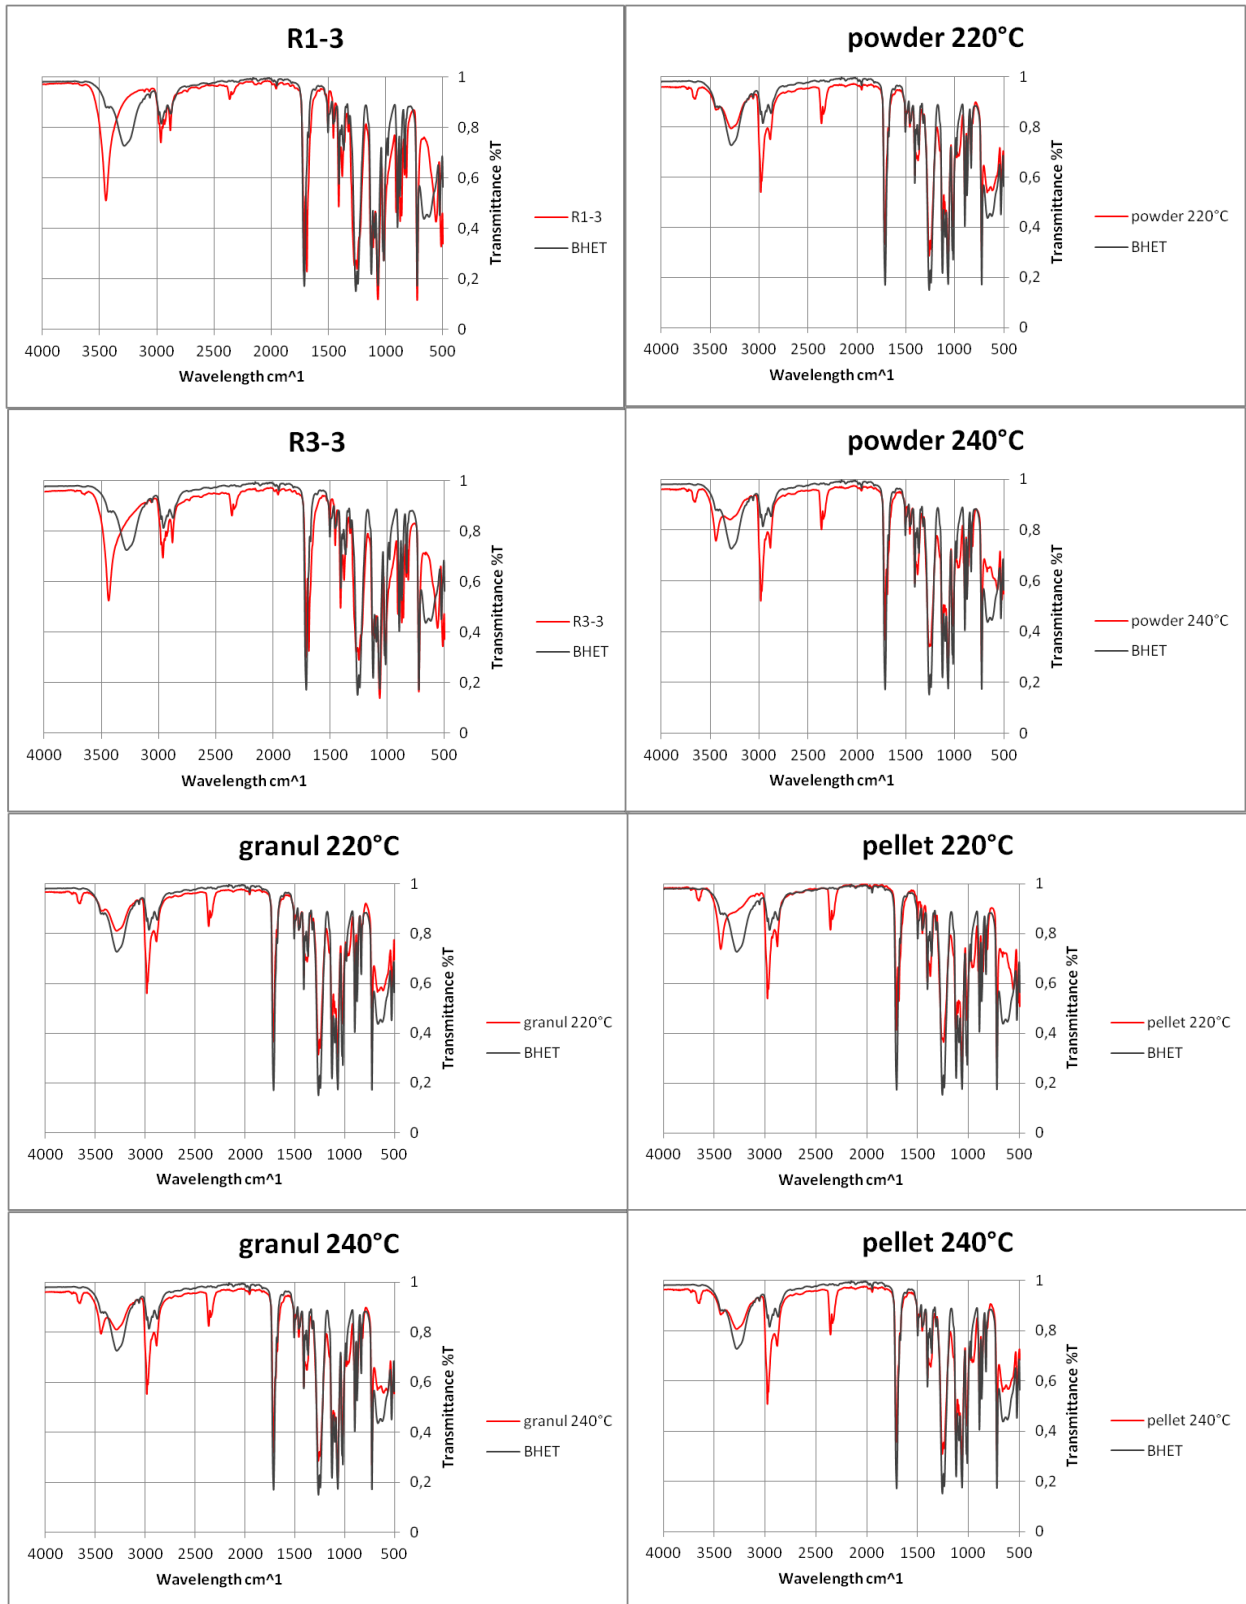 R1-3
1
0,8
0,6
0,4
0,2
0
4000 3500 3000 2500 2000 1500 1000 500
Wavelength cm^1
Transmittance %T
R1-3
BHET
powder 220°C
1
0,8
0,6
0,4
0,2
0
4000 3500 3000 2500 2000 1500 1000 500
Wavelength cm^1
Transmittance %T
powder 220°C
BHET
R3-3
1
0,8
0,6
0,4
0,2
0
4000 3500 3000 2500 2000 1500 1000 500
Wavelength cm^1
Transmittance %T
R3-3
BHET
powder 240°C
1
0,8
0,6
0,4
0,2
0
4000 3500 3000 2500 2000 1500 1000 500
Wavelength cm^1
Transmittance %T
powder 240°C
BHET
granul 220°C
1
0,8
0,6
0,4
0,2
0
4000 3500 3000 2500 2000 1500 1000 500
Wavelength cm^1
Transmittance %T
granul 220°C
BHET
pellet 220°C
1
0,8
0,6
0,4
0,2
0
4000 3500 3000 2500 2000 1500 1000 500
Wavelength cm^1
Transmittance %T
pellet 220°C
BHET
granul 240°C
1
0,8
0,6
0,4
0,2
0
4000 3500 3000 2500 2000 1500 1000 500
Wavelength cm^1
Transmittance %T
granul 240°C
BHET
pellet 240°C
1
0,8
0,6
0,4
0,2
0
4000 3500 3000 2500 2000 1500 1000 500
Wavelength cm^1
Transmittance %T
pellet 240°C
BHET